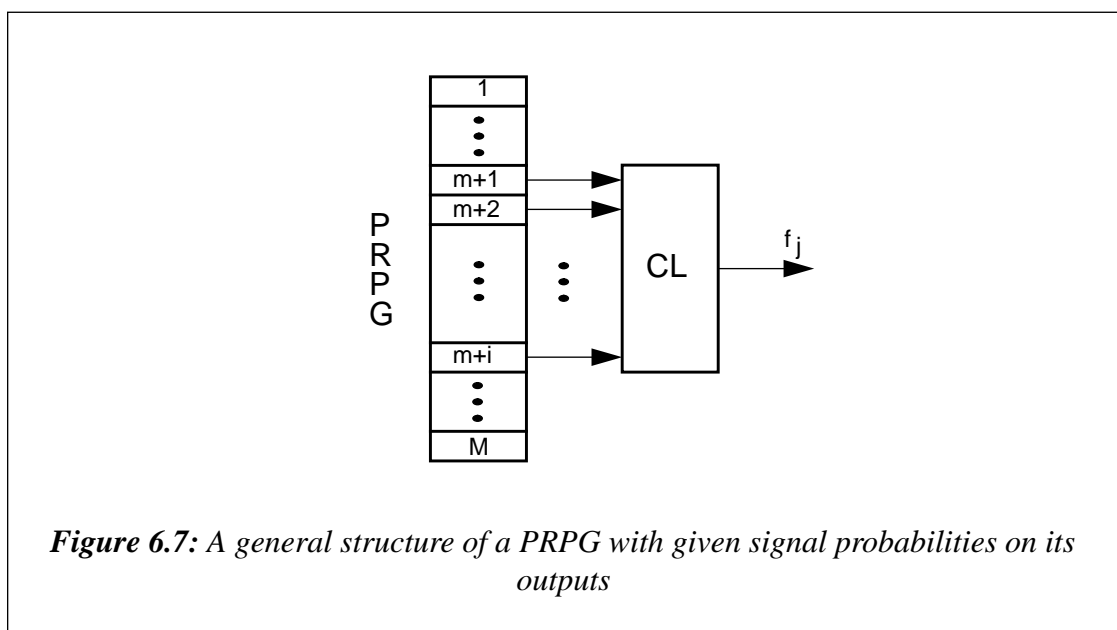 1
m+1
m+2
P
R
P
G
CL
f j
m+i
M
Figure 6.7: A general structure of a PRPG with given signal probabilities on its
outputs